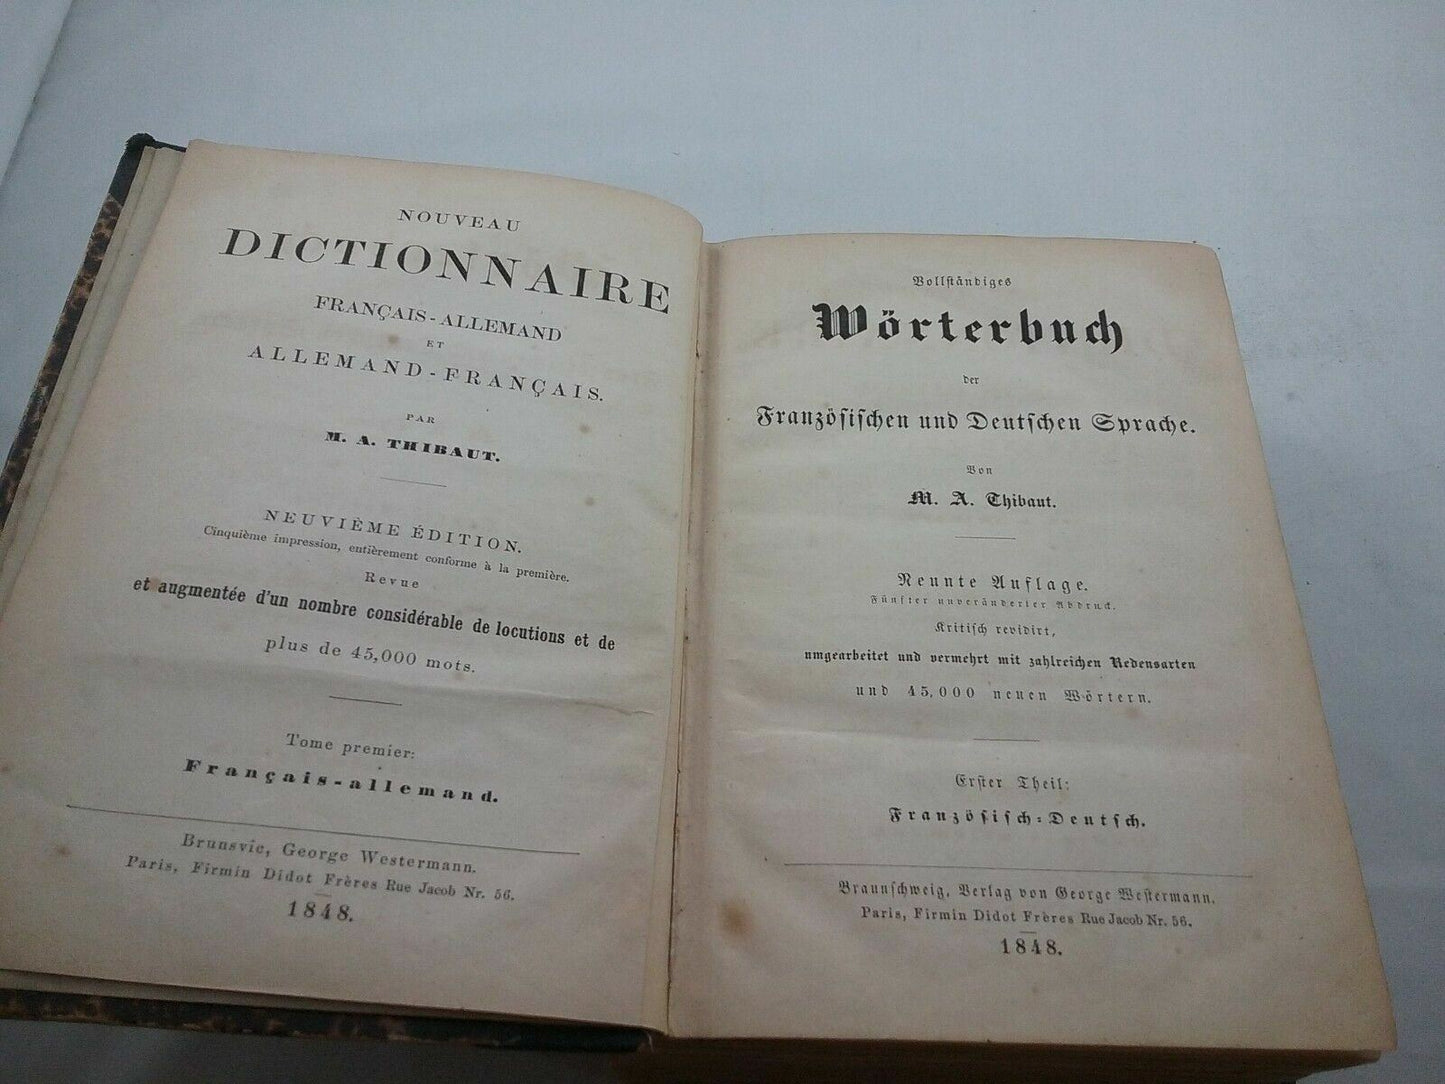 NOUVEAU
DICTIONNAIRE
FRANÇAIS-ALLEMAND
ET
ALLEMAND-FRANÇAIS.
PAR
M. A. THIBAUT.
NEUVIÈME ÉDITION.
Cinquième impression, entièrement conforme à la première.
Revue
et augmentée d'un nombre considérable de locutions et de
plus de 45,000 mots.
Tome premier:
Français-allemand.
Brunsvic, George Westermann.
Paris, Firmin Didot Frères Rue Jacob Nr. 56.
1848.
Vollständiges
Wörterbuch
der
Französischen und Deutschen Sprache.
Von
M. A. Thibaut.
Neunte Auflage.
Fünfter unveränderter Abdruck.
Kritisch revidirt,
umgearbeitet und vermehrt mit zahlreichen Redensarten
und 45,000 neuen Wörtern.
Erster Theil:
Französisch-Deutsch.
Braunschweig, Verlag von George Westermann.
Paris, Firmin Didot Frères Rue Jacob Nr. 56.
1848.